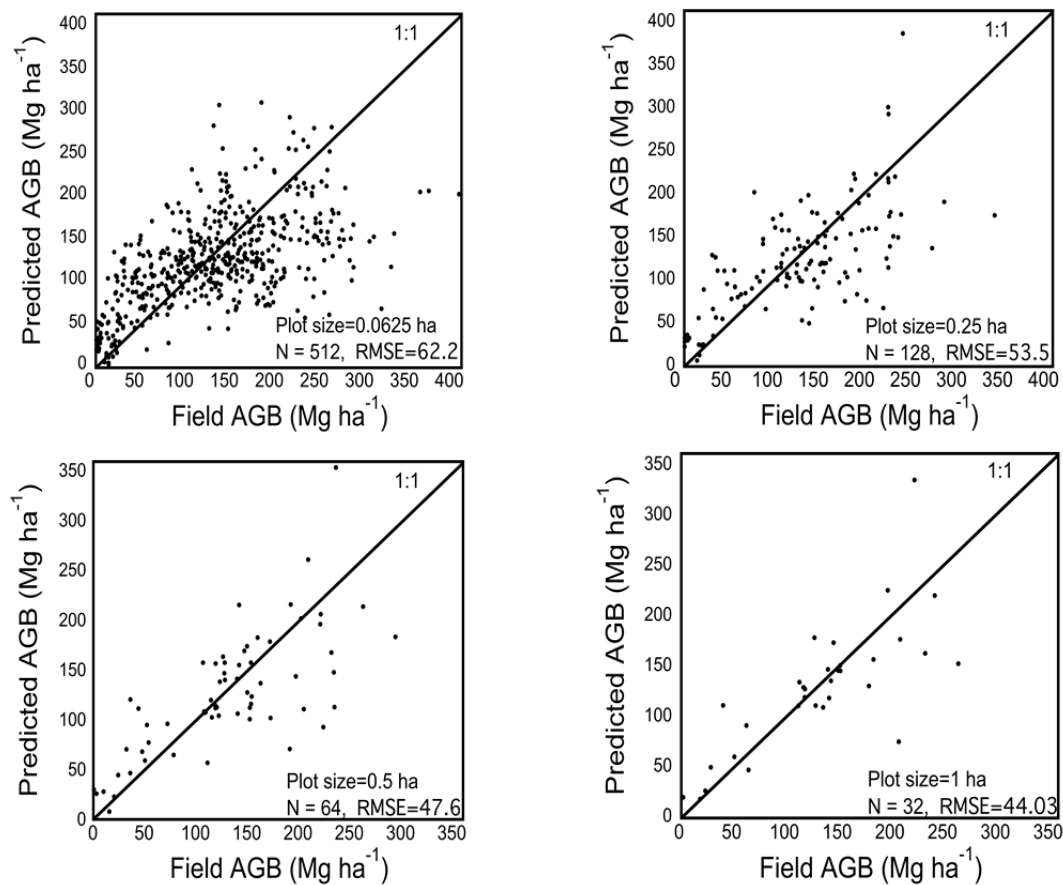 400
350
300
250
200
150
100
50
0
Predicted AGB (Mg ha⁻¹)
1:1
Plot size=0.0625 ha
N = 512, RMSE=62.2
0 50 100 150 200 250 300 350 400
Field AGB (Mg ha⁻¹)
400
350
300
250
200
150
100
50
0
Predicted AGB (Mg ha⁻¹)
1:1
Plot size=0.25 ha
N = 128, RMSE=53.5
0 50 100 150 200 250 300 350 400
Field AGB (Mg ha⁻¹)
350
300
250
200
150
100
50
0
Predicted AGB (Mg ha⁻¹)
1:1
Plot size=0.5 ha
N = 64, RMSE=47.6
0 50 100 150 200 250 300 350
Field AGB (Mg ha⁻¹)
350
300
250
200
150
100
50
0
Predicted AGB (Mg ha⁻¹)
1:1
Plot size=1 ha
N = 32, RMSE=44.03
0 50 100 150 200 250 300 350
Field AGB (Mg ha⁻¹)